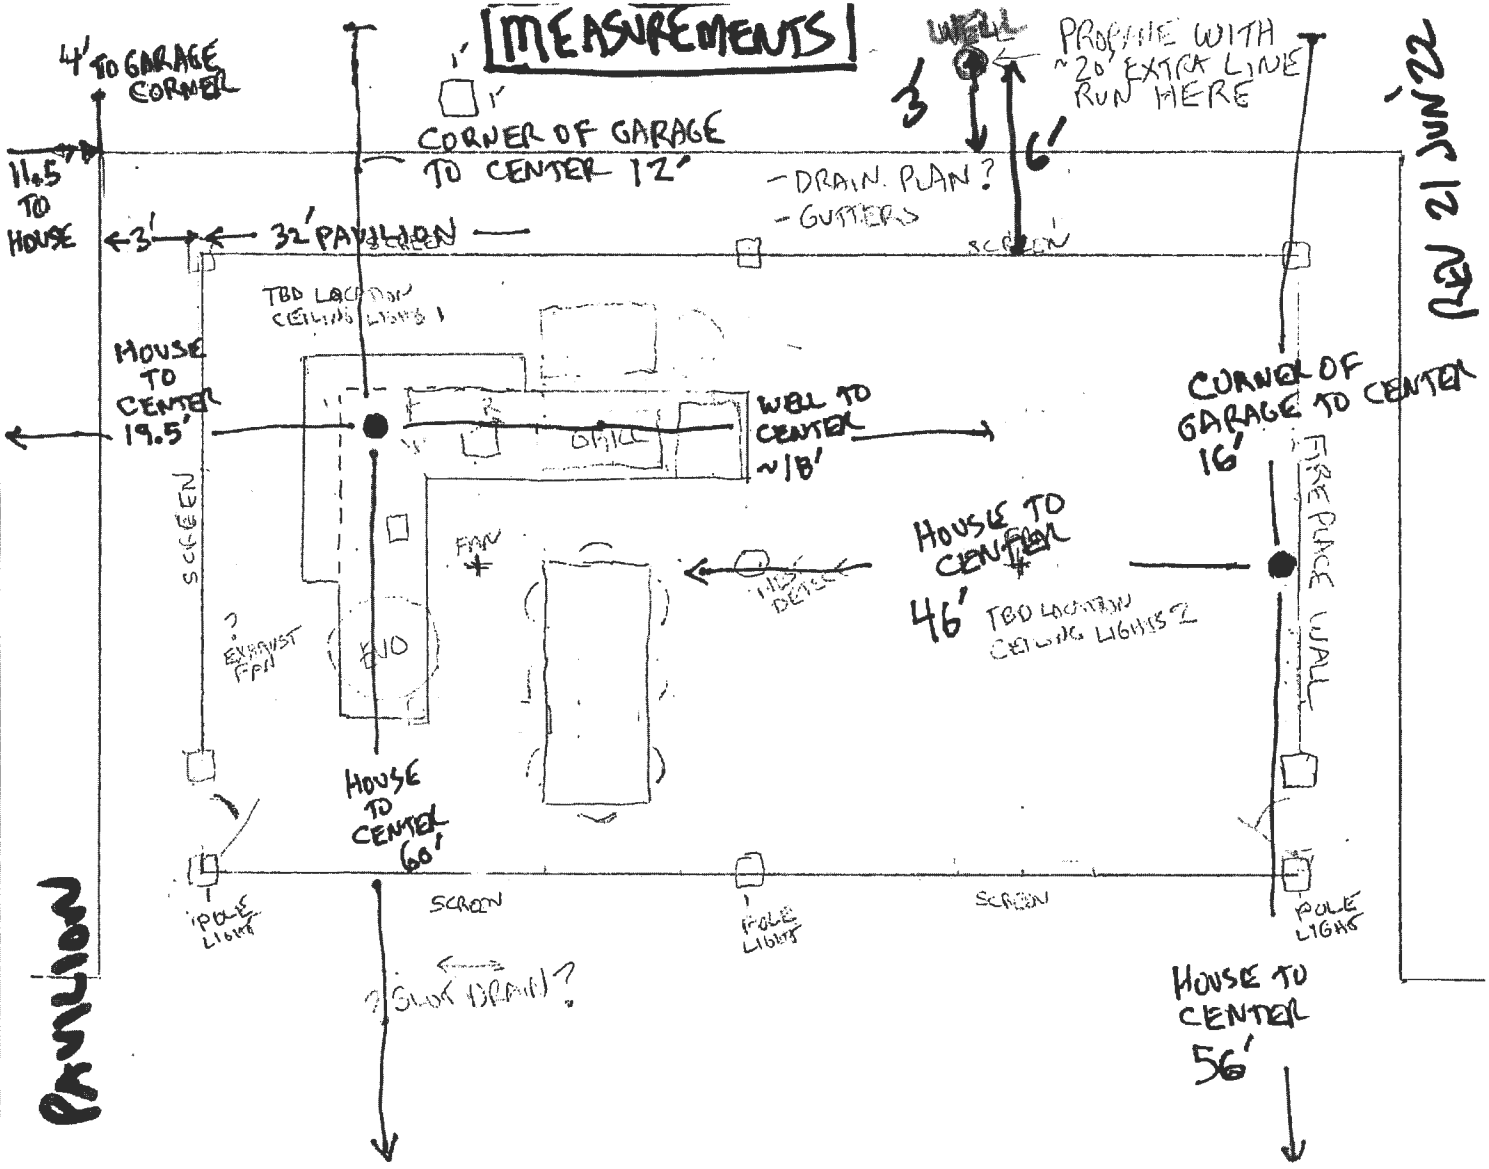 MEASUREMENTS
4' TO GARAGE
CORNER
1'
1'
WELL
PROPANE WITH
~20' EXTRA LINE
RUN HERE
3'
6'
REV 21 JUN '22
CORNER OF GARAGE
TO CENTER 12'
11.5'
TO
HOUSE
- DRAIN PLAN?
- GUTTERS
3'
32' PAVILION
SCREEN
SCREEN
TBD LOCATION
CEILING LIGHTS 1
HOUSE
TO
CENTER
19.5'
WELL TO
CENTER
~18'
GRILL
CORNER OF
GARAGE TO CENTER
16'
SCREEN
FIREPLACE WALL
FAN
HOUSE TO
CENTER
FAN
46'
TBD LOCATION
CEILING LIGHTS 2
?
EXHAUST
FAN
HOUSE
TO
CENTER
60'
SCREEN
SCREEN
POLE
LIGHT
POLE
LIGHT
POLE
LIGHT
? SLOT DRAIN?
HOUSE TO
CENTER
56'
PAVILION